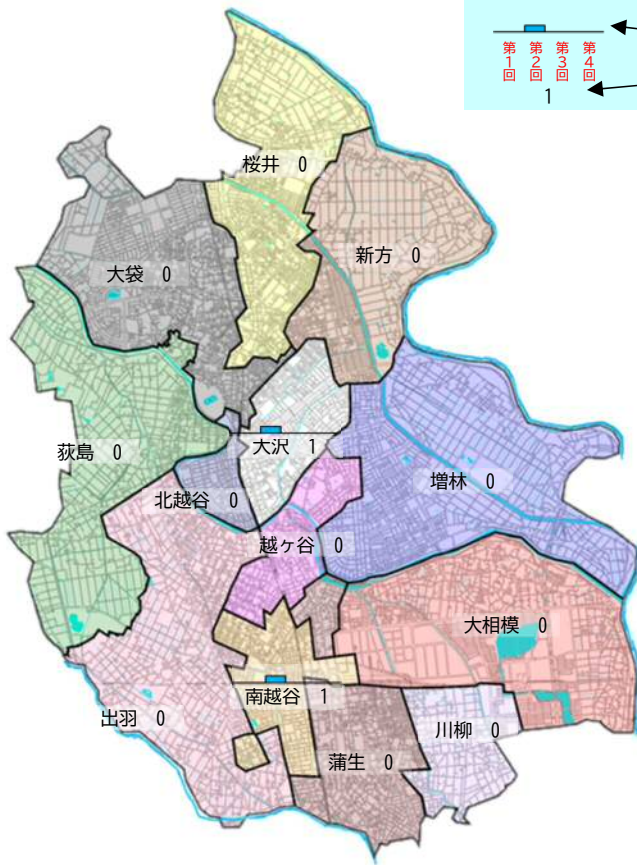 第1回 第2回 第3回 第4回
1
桜井 0
新方 0
大袋 0
荻島 0
大沢 1
北越谷 0
増林 0
越ヶ谷 0
大相模 0
南越谷 1
出羽 0
川柳 0
蒲生 0